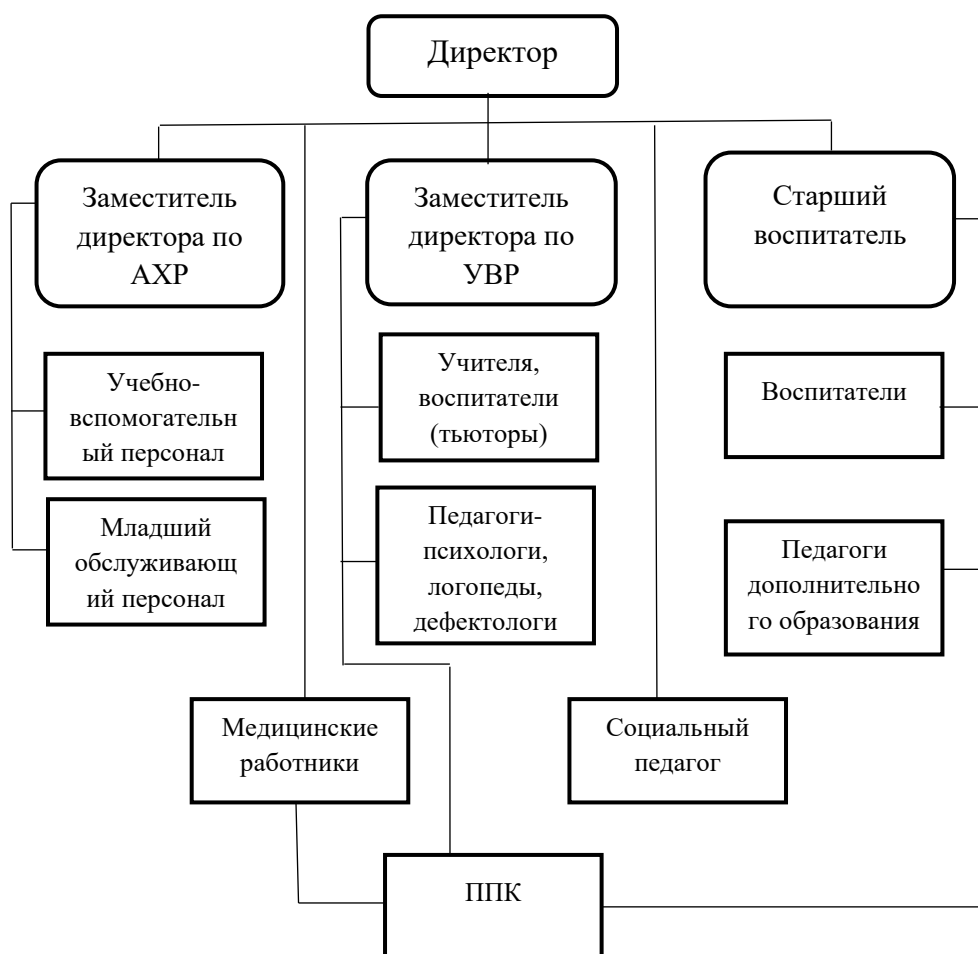 Директор
Заместитель
директора по
АХР
Заместитель
директора по
УВР
Старший
воспитатель
Учебно-
вспомогательн
ый персонал
Учителя,
воспитатели
(тьюторы)
Воспитатели
Младший
обслуживающ
ий персонал
Педагоги-
психологи,
логопеды,
дефектологи
Педагоги
дополнительно
го образования
Медицинские
работники
Социальный
педагог
ППК